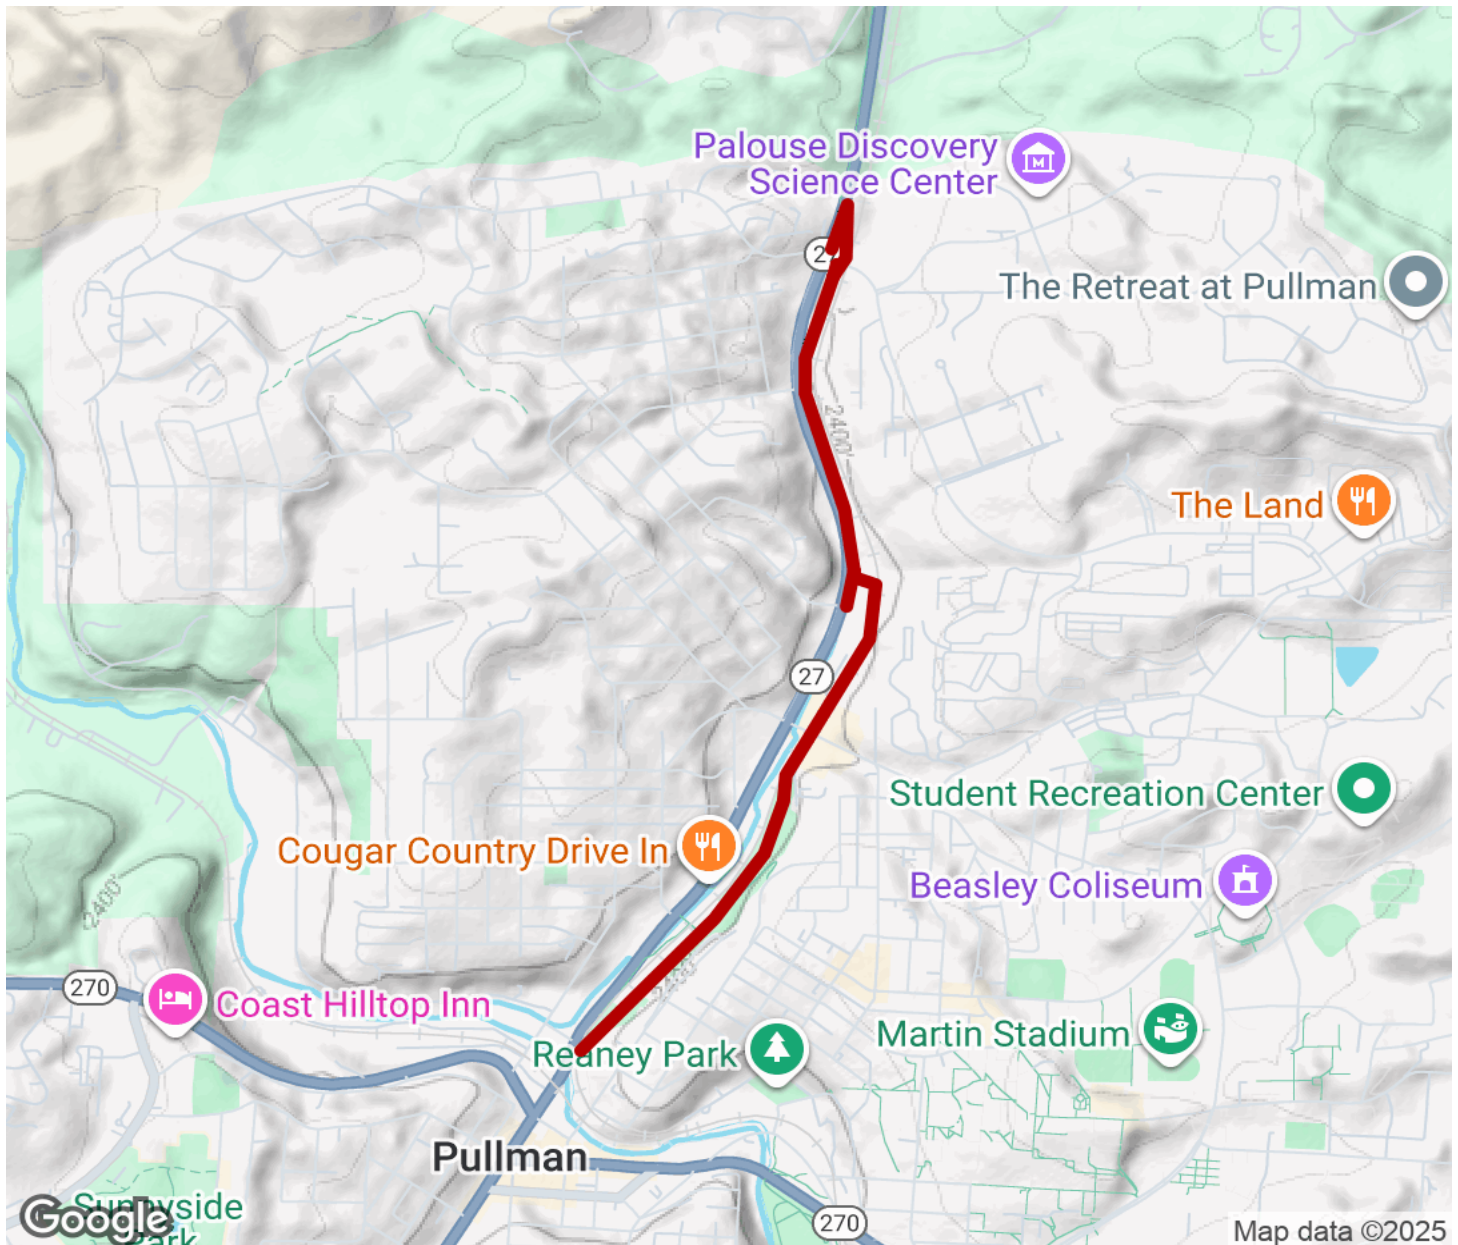 Palouse Discovery
Science Center
The Retreat at Pullman
2400'
The Land
27
Student Recreation Center
Cougar Country Drive In
Beasley Coliseum
2400'
270
Coast Hilltop Inn
Martin Stadium
Reaney Park
Pullman
Sunnyside
Park
Google
270
Map data ©2025